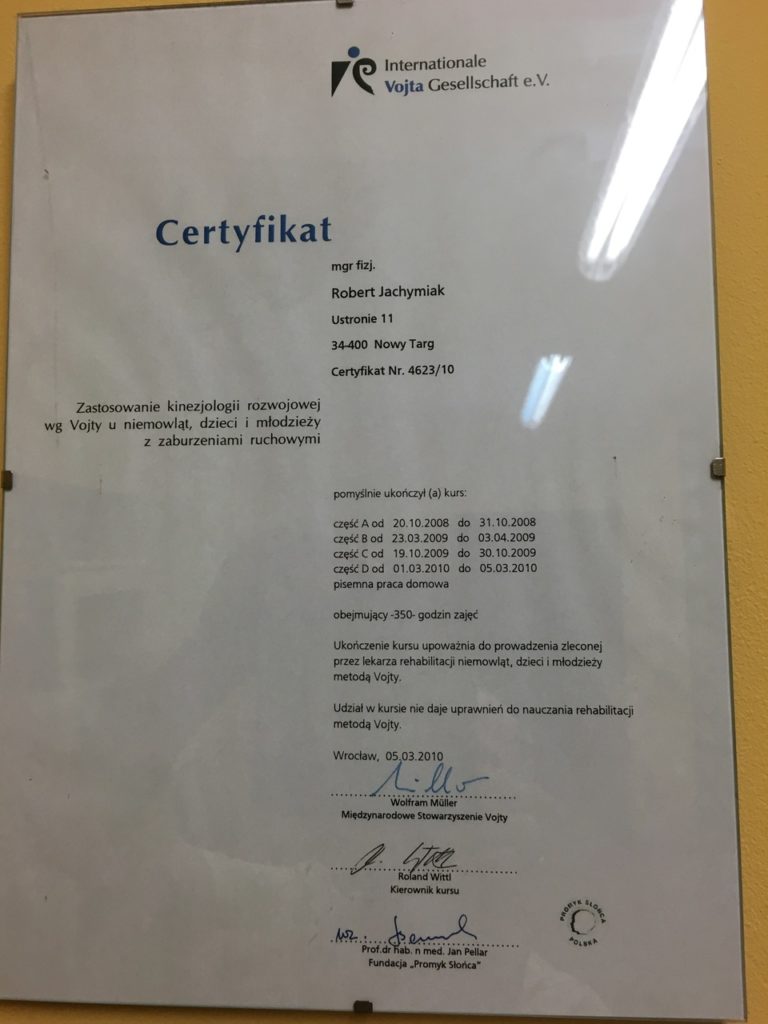 Internationale
Vojta Gesellschaft e.V.
Certyfikat
mgr fizj.
Robert Jachymiak
Ustronie 11
34-400 Nowy Targ
Certyfikat Nr. 4623/10
Zastosowanie kinezjologii rozwojowej
wg Vojty u niemowląt, dzieci i młodzieży
z zaburzeniami ruchowymi
pomyślnie ukończył (a) kurs:
część A od 20.10.2008 do 31.10.2008
część B od 23.03.2009 do 03.04.2009
część C od 19.10.2009 do 30.10.2009
część D od 01.03.2010 do 05.03.2010
pisemna praca domowa
obejmujący -350- godzin zajęć
Ukończenie kursu upoważnia do prowadzenia zleconej
przez lekarza rehabilitacji niemowląt, dzieci i młodzieży
metodą Vojty.
Udział w kursie nie daje uprawnień do nauczania rehabilitacji
metodą Vojty.
Wrocław, 05.03.2010
Wolfram Müller
Międzynarodowe Stowarzyszenie Vojty
Roland Wittl
Kierownik kursu
wz.
Prof.dr hab. n med. Jan Pellar
Fundacja „Promyk Słońca"
PROMYK SŁOŃCA
POLSKA